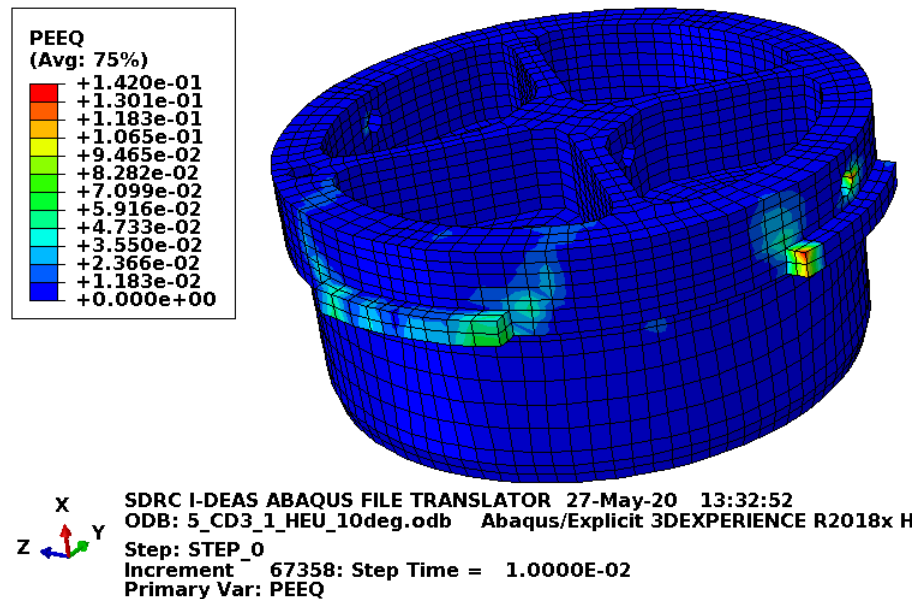 PEEQ
(Avg: 75%)
+1.420e-01
+1.301e-01
+1.183e-01
+1.065e-01
+9.465e-02
+8.282e-02
+7.099e-02
+5.916e-02
+4.733e-02
+3.550e-02
+2.366e-02
+1.183e-02
+0.000e+00
X
Y
Z
SDRC I-DEAS ABAQUS FILE TRANSLATOR 27-May-20 13:32:52
ODB: 5_CD3_1_HEU_10deg.odb Abaqus/Explicit 3DEXPERIENCE R2018x H
Step: STEP_0
Increment 67358: Step Time = 1.0000E-02
Primary Var: PEEQ